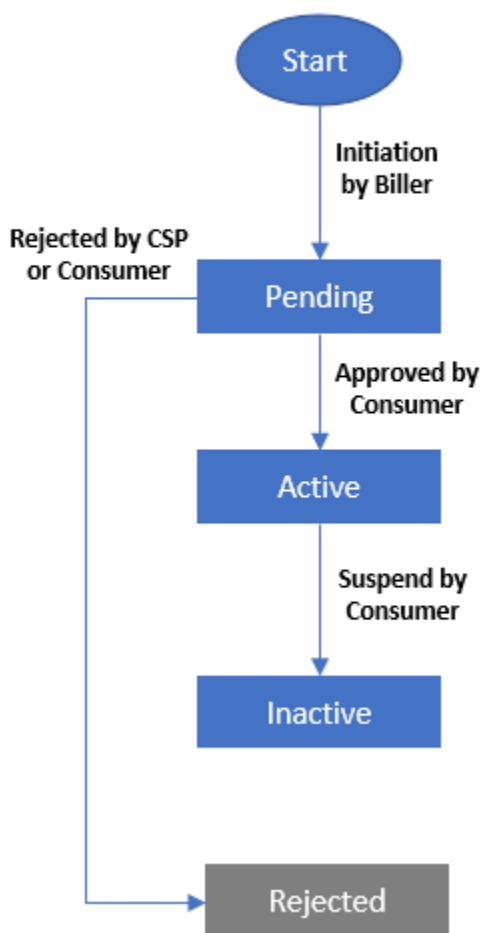 Start
Initiation
by Biller
Rejected by CSP
or Consumer
Pending
Approved by
Consumer
Active
Suspend by
Consumer
Inactive
Rejected